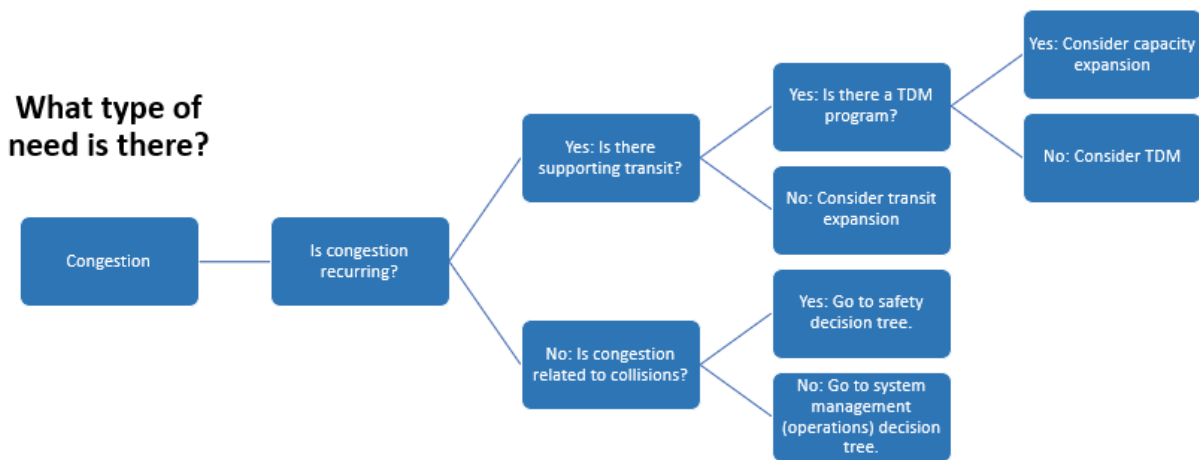 What type of
need is there?
Congestion
Is congestion
recurring?
Yes: Is there
supporting transit?
No: Is congestion
related to collisions?
Yes: Is there a TDM
program?
No: Consider transit
expansion
Yes: Go to safety
decision tree.
No: Go to system
management
(operations) decision
tree.
Yes: Consider capacity
expansion
No: Consider TDM